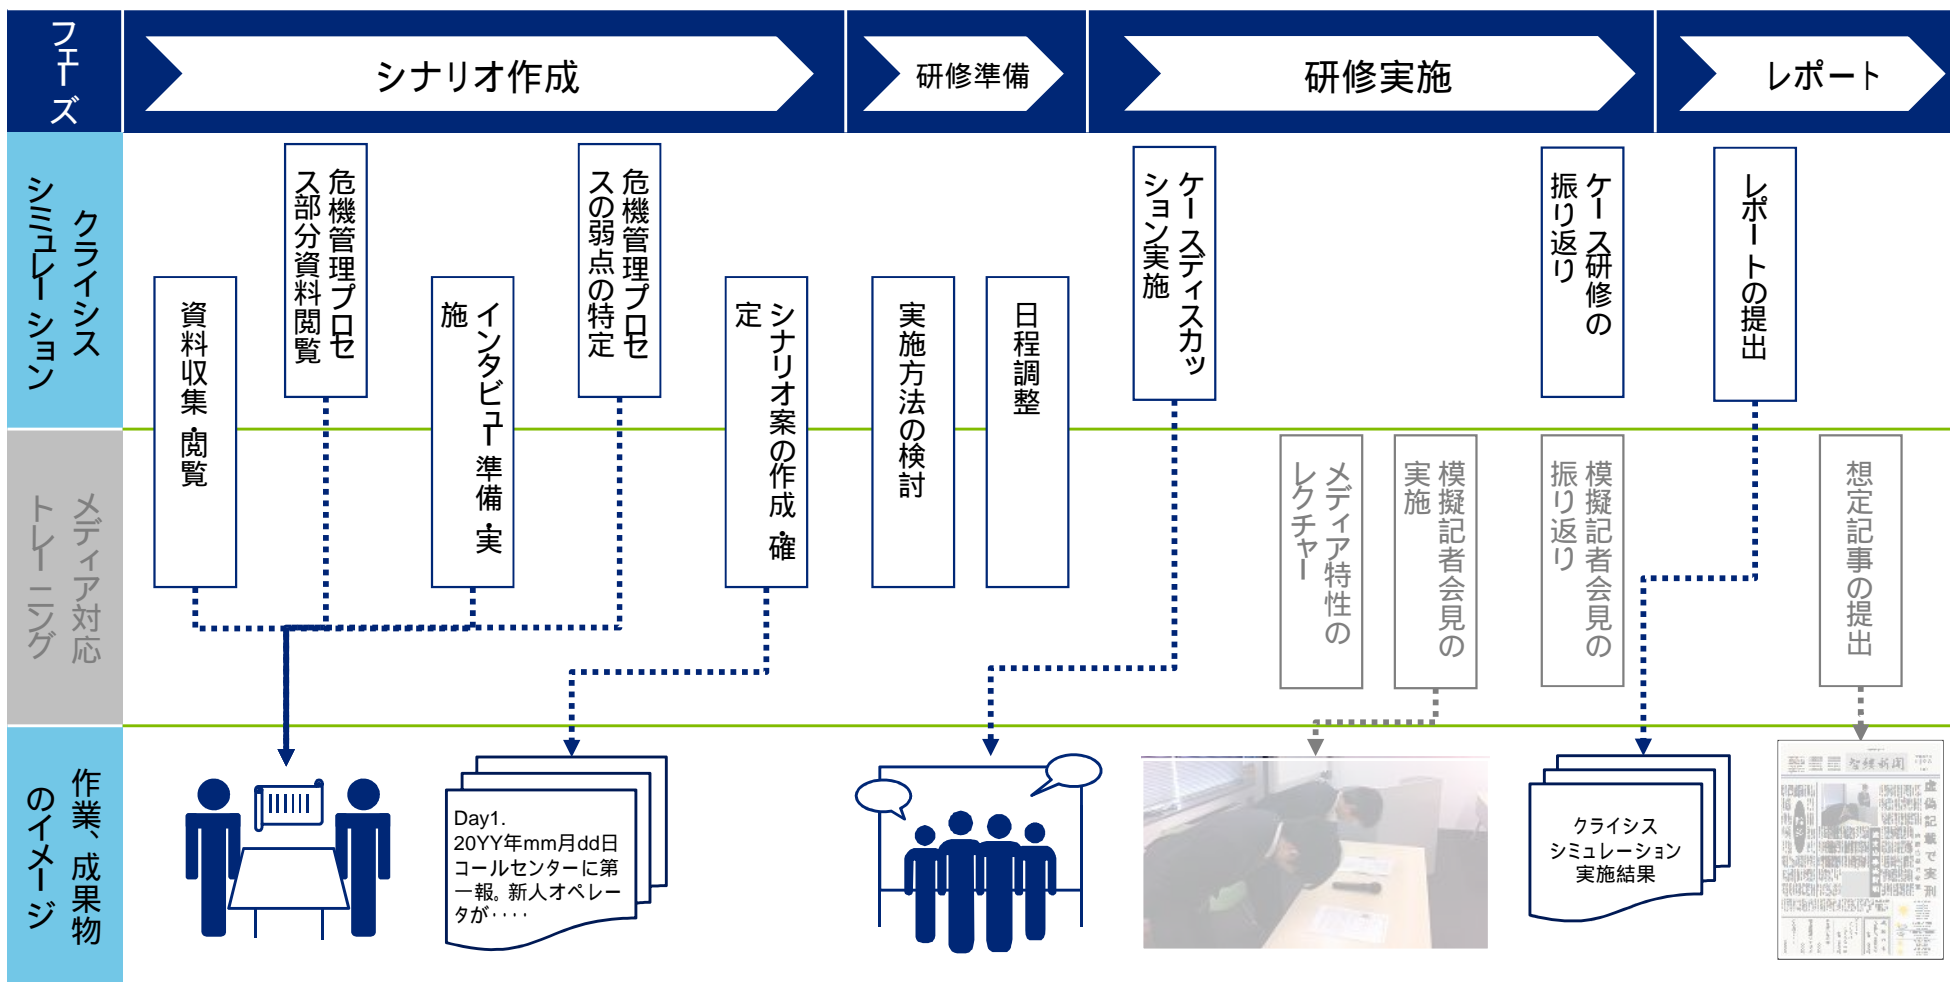 フェーズ
シナリオ作成
研修準備
研修実施
レポート
クライシス
シミュレーション
資料収集・閲覧
危機管理プロセ
ス部分資料閲覧
インタビュー準備・実
施
危機管理プロセ
スの弱点の特定
シナリオ案の作成・確
定
実施方法の検討
日程調整
ケースディスカッ
ション実施
ケース研修の
振り返り
レポートの提出
メディア対応
トレーニング
メディア特性の
レクチャー
模擬記者会見の
実施
模擬記者会見の
振り返り
想定記事の提出
作業、成果物
のイメージ
Day1.
20YY年mm月dd日
コールセンターに第
一報。新人オペレー
タが‥‥
クライシス
シミュレーション
実施結果
虚偽記載で実刑